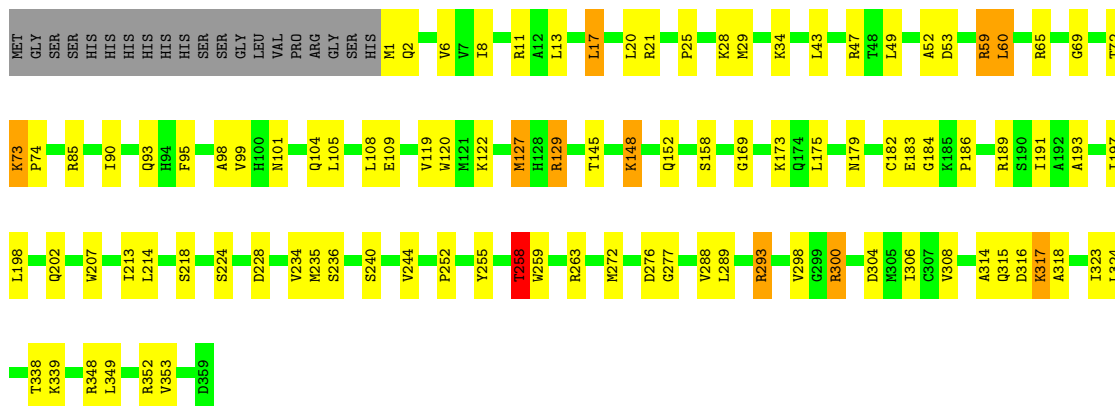 MET GLY SER SER HIS HIS HIS HIS HIS HIS SER SER GLY LEU VAL PRO ARG GLY SER HIS M1 Q2 V6 V7 I8 R11 A12 L13 L17 L20 R21 P25 K28 M29 K34 L43 R47 T48 L49 A52 D53 R59 L60 R65 G69
K73 P74 R85 I90 Q93 H94 F95 A98 V99 H100 N101 Q104 L105 L108 E109 V119 W120 M121 K122 M127 H128 R129 T145 K148 Q152 S158 G169 K173 Q174 L175 N179 C182 E183 G184 K185 P186 R189 S190 I191 A192 A193
L198 Q202 W207 I213 L214 S218 S224 D228 V234 M235 S236 S240 V244 P252 Y255 T258 W259 R263 M272 D276 G277 V288 L289 R293 V298 G299 R300 D304 M305 I306 C307 V308 A314 Q315 D316 K317 A318 I323
T338 K339 R348 L349 R352 V353 D359